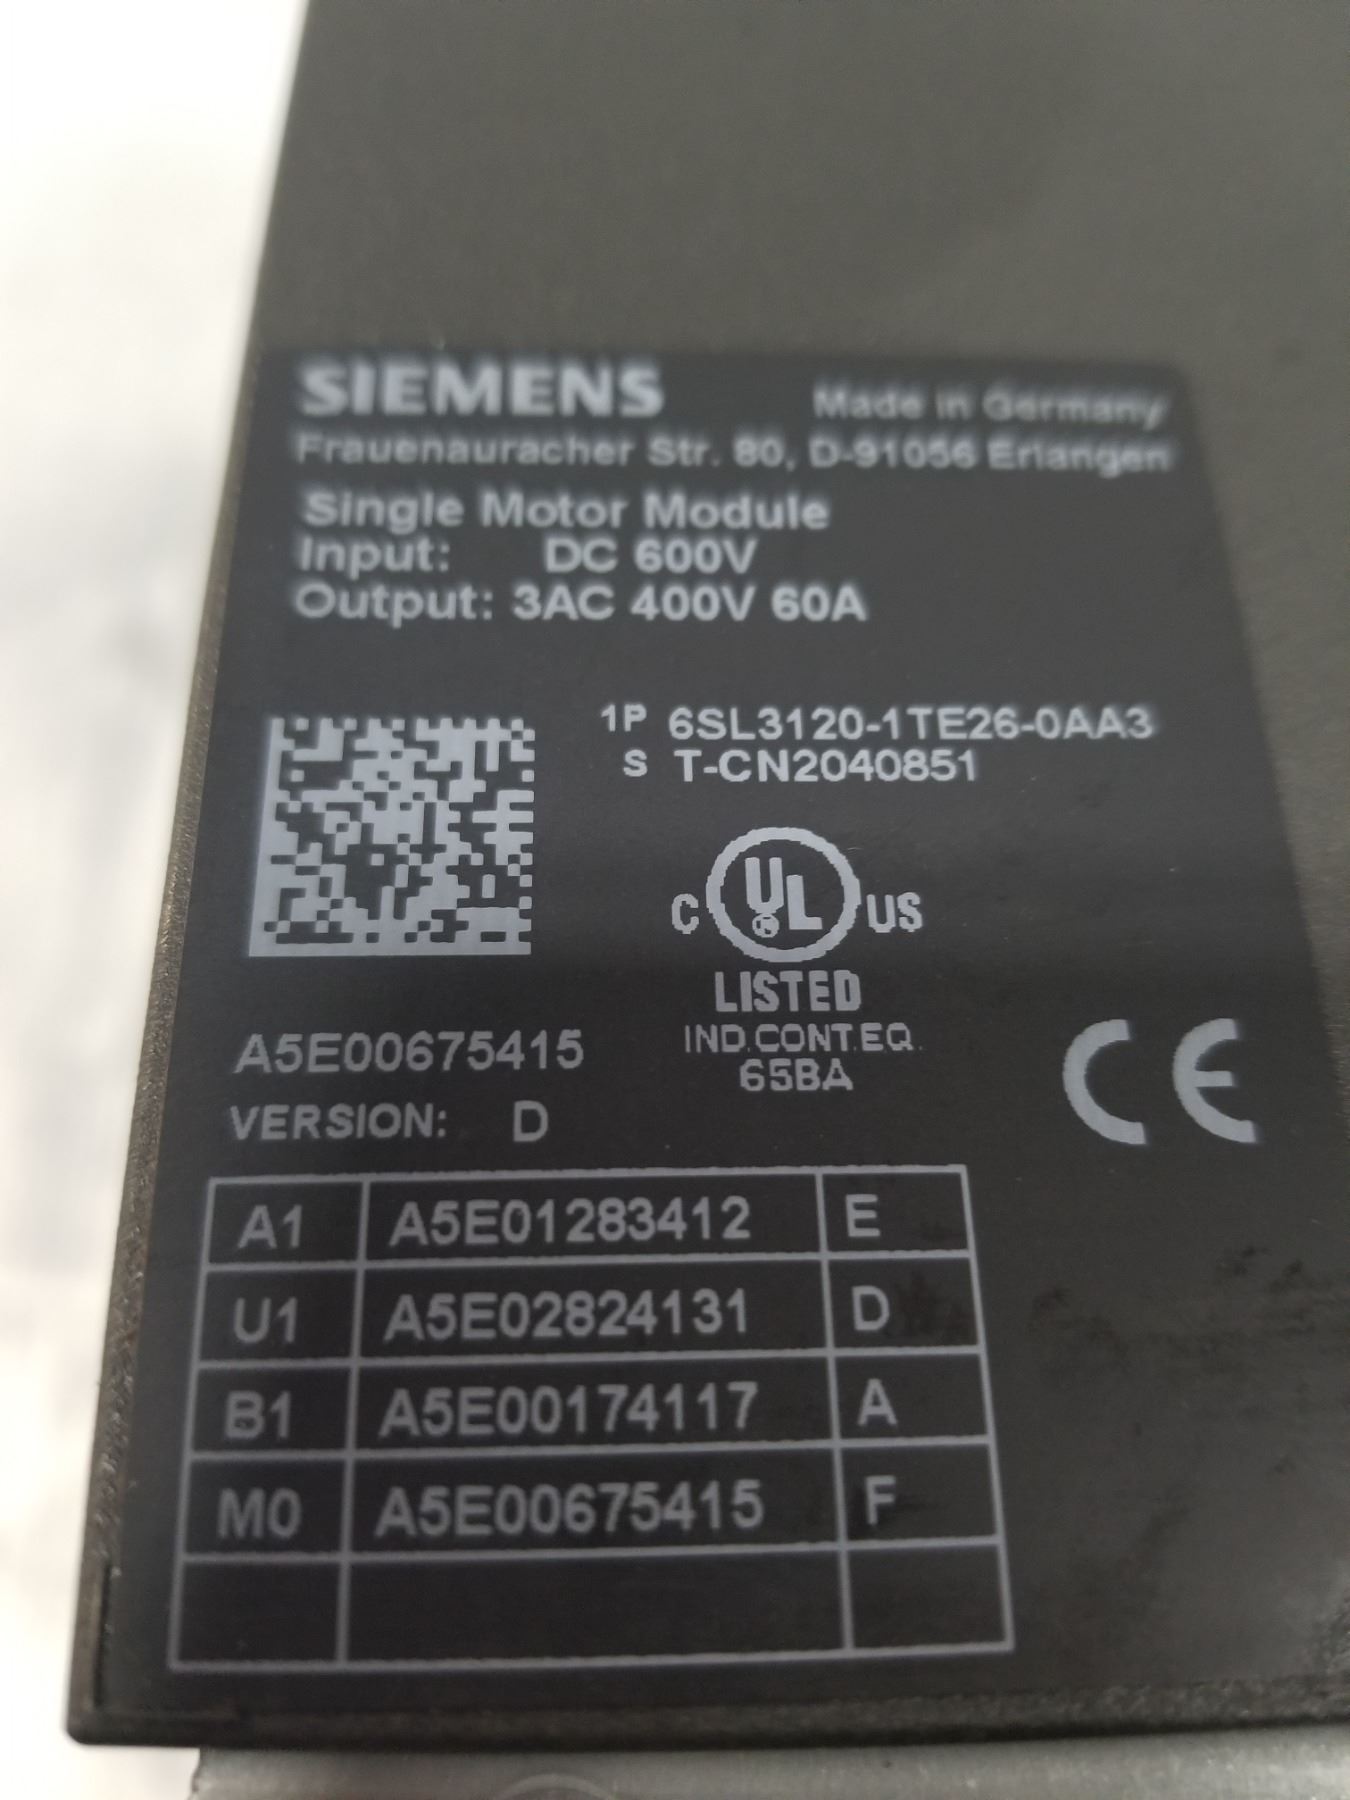 SIEMENS Made in Germany
Frauenauracher Str. 80, D-91056 Erlangen
Single Motor Module
Input: DC 600V
Output: 3AC 400V 60A
1P 6SL3120-1TE26-0AA3
S T-CN2040851
C UL US
LISTED
IND.CONT.EQ.
65BA
A5E00675415
VERSION: D
CE
A1 A5E01283412 E
U1 A5E02824131 D
B1 A5E00174117 A
M0 A5E00675415 F